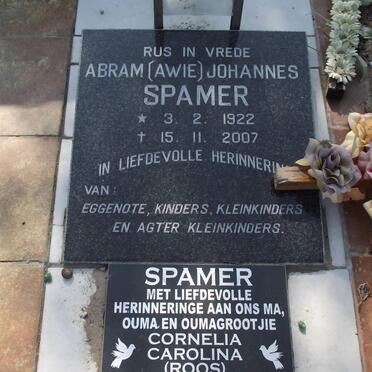 RUS IN VREDE
ABRAM (AWIE) JOHANNES
SPAMER
* 3. 2. 1922
† 15. 11. 2007
IN LIEFDEVOLLE HERINNERIN
VAN:
EGGENOTE, KINDERS, KLEINKINDERS
EN AGTER KLEINKINDERS.
SPAMER
MET LIEFDEVOLLE
HERINNERINGE AAN ONS MA,
OUMA EN OUMAGROOTJIE
CORNELIA
CAROLINA
(ROOS)